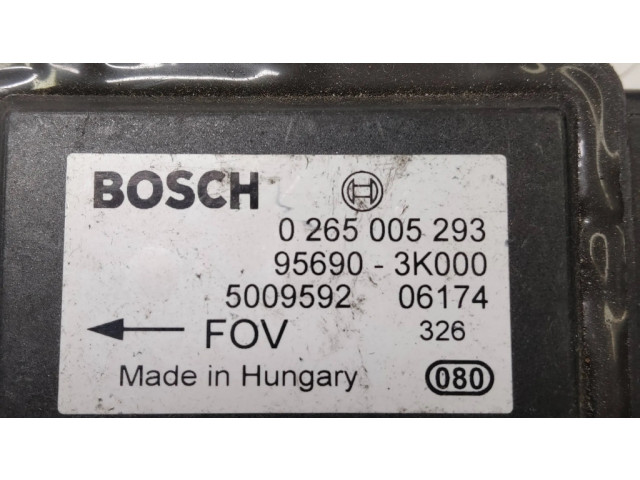 BOSCH
0 265 005 293
95690 - 3K000
5009592 06174
FOV 326
Made in Hungary 080